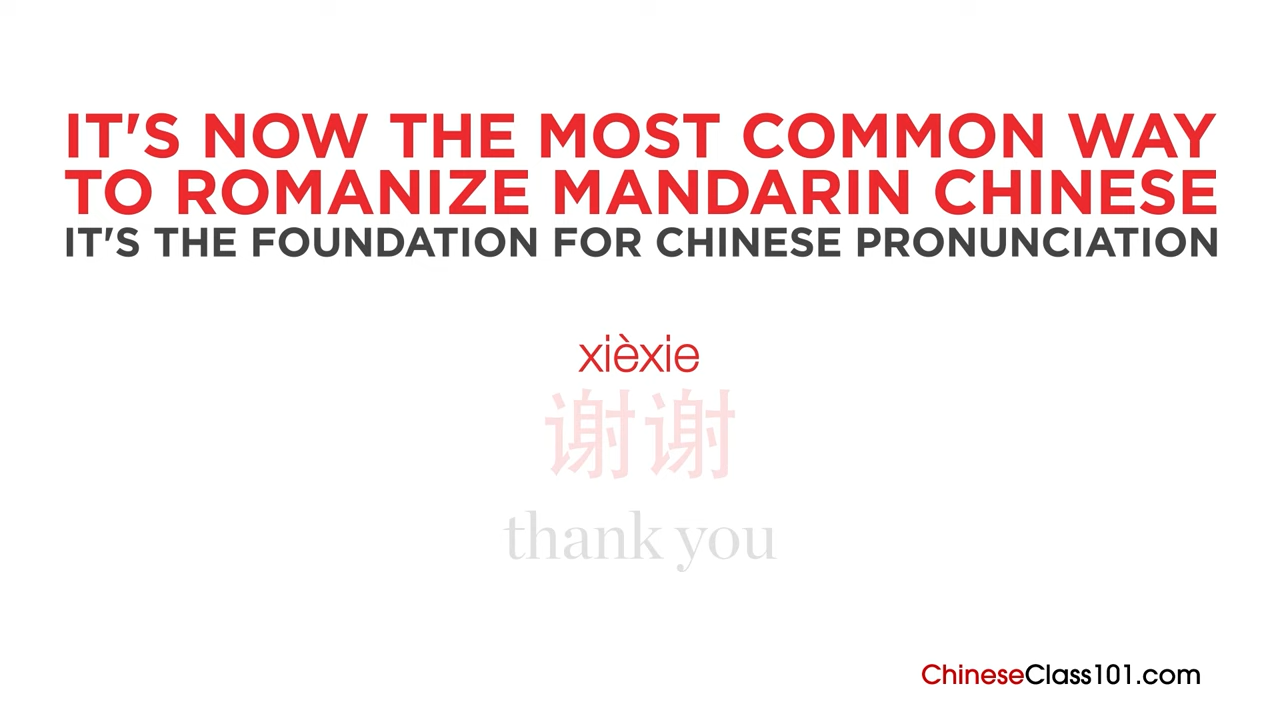 IT'S NOW THE MOST COMMON WAY
TO ROMANIZE MANDARIN CHINESE
IT'S THE FOUNDATION FOR CHINESE PRONUNCIATION
xièxie
谢谢
thank you
ChineseClass101.com